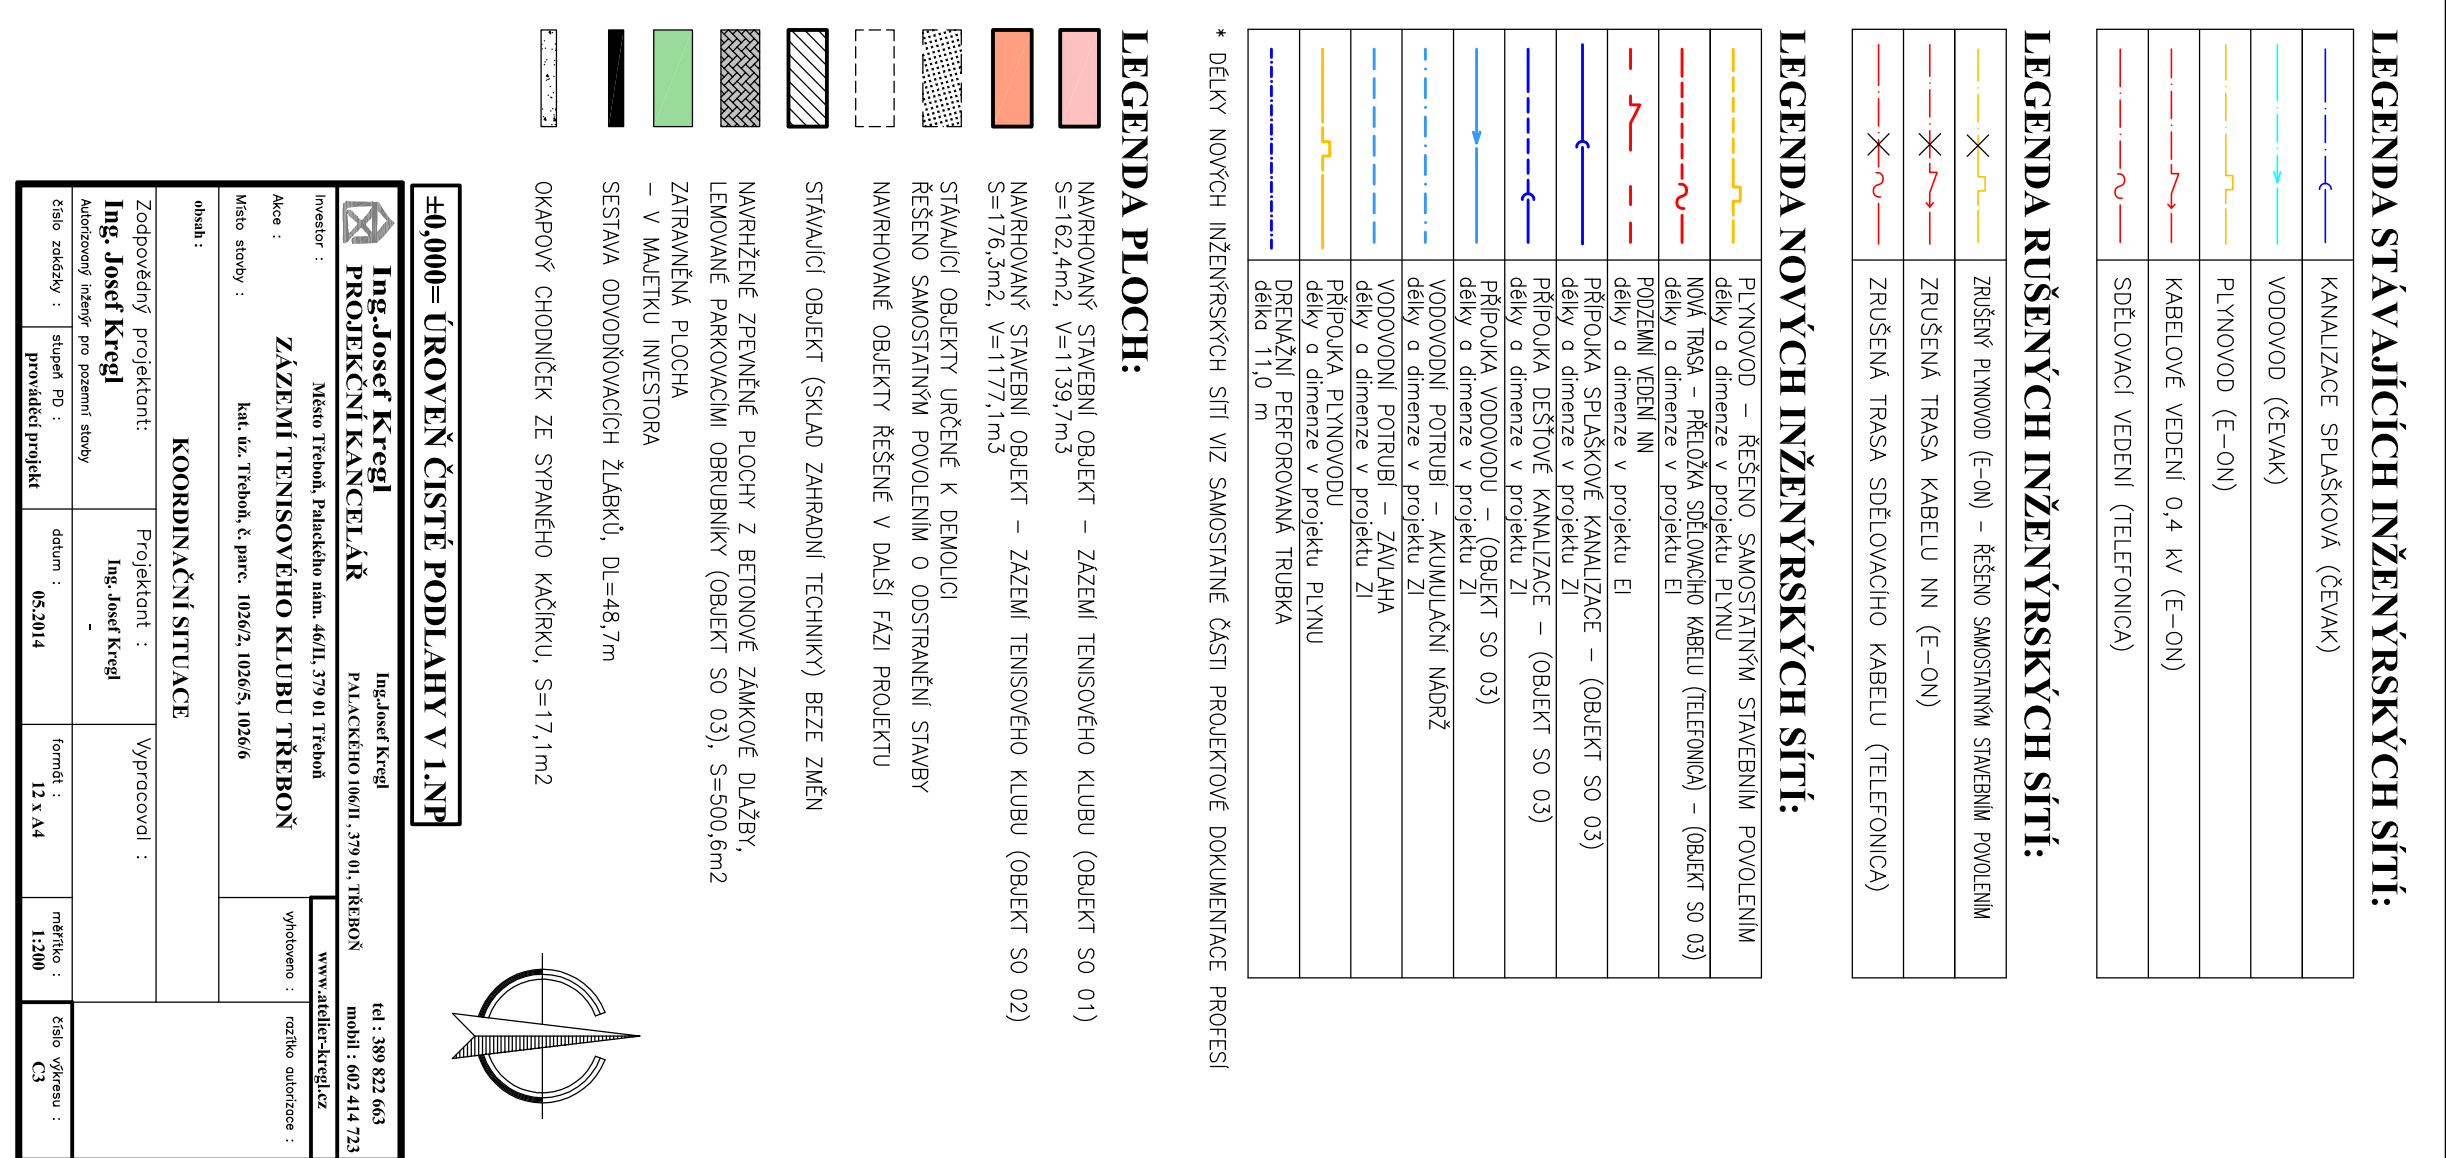 LEGENDA STÁVAJÍCÍCH INŽENÝRSKÝCH SÍTÍ:
KANALIZACE SPLAŠKOVÁ (ČEVAK)
VODOVOD (ČEVAK)
PLYNOVOD (E-ON)
KABELOVÉ VEDENÍ 0,4 kV (E-ON)
SDĚLOVACÍ VEDENÍ (TELEFONICA)
LEGENDA RUŠENÝCH INŽENÝRSKÝCH SÍTÍ:
ZRUŠENÝ PLYNOVOD (E-ON) - ŘEŠENO SAMOSTATNÝM STAVEBNÍM POVOLENÍM
ZRUŠENÁ TRASA KABELU NN (E-ON)
ZRUŠENÁ TRASA SDĚLOVACÍHO KABELU (TELEFONICA)
LEGENDA NOVÝCH INŽENÝRSKÝCH SÍTÍ:
PLYNOVOD - ŘEŠENO SAMOSTATNÝM STAVEBNÍM POVOLENÍM
délky a dimenze v projektu PLYNU
NOVÁ TRASA - PŘELOŽKA SDĚLOVACÍHO KABELU (TELEFONICA) - (OBJEKT SO 03)
délky a dimenze v projektu El
PODZEMNÍ VEDENÍ NN
délky a dimenze v projektu El
PŘÍPOJKA SPLAŠKOVÉ KANALIZACE - (OBJEKT SO 03)
délky a dimenze v projektu ZI
PŘÍPOJKA DEŠŤOVÉ KANALIZACE - (OBJEKT SO 03)
délky a dimenze v projektu ZI
PŘÍPOJKA VODOVODU - (OBJEKT SO 03)
délky a dimenze v projektu ZI
VODOVODNÍ POTRUBÍ - AKUMULAČNÍ NÁDRŽ
délky a dimenze v projektu ZI
VODOVODNÍ POTRUBÍ - ZÁVLAHA
délky a dimenze v projektu ZI
PŘÍPOJKA PLYNOVODU
délky a dimenze v projektu PLYNU
DRENÁŽNÍ PERFOROVANÁ TRUBKA
délka 11,0 m
* DÉLKY NOVÝCH INŽENÝRSKÝCH SÍTÍ VIZ SAMOSTATNÉ ČÁSTI PROJEKTOVÉ DOKUMENTACE PROFESÍ
LEGENDA PLOCH:
NAVRHOVANÝ STAVEBNÍ OBJEKT - ZÁZEMÍ TENISOVÉHO KLUBU (OBJEKT SO 01)
S=162,4m2, V=1139,7m3
NAVRHOVANÝ STAVEBNÍ OBJEKT - ZÁZEMÍ TENISOVÉHO KLUBU (OBJEKT SO 02)
S=176,3m2, V=1177,1m3
STÁVAJÍCÍ OBJEKTY URČENÉ K DEMOLICI
ŘEŠENO SAMOSTATNÝM POVOLENÍM O ODSTRANĚNÍ STAVBY
NAVRHOVANÉ OBJEKTY ŘEŠENÉ V DALŠÍ FÁZI PROJEKTU
STÁVAJÍCÍ OBJEKT (SKLAD ZAHRADNÍ TECHNIKY) BEZE ZMĚN
NAVRHŽENÉ ZPEVNĚNÉ PLOCHY Z BETONOVÉ ZÁMKOVÉ DLAŽBY,
LEMOVANÉ PARKOVACÍM OBRUBNÍKY (OBJEKT SO 03), S=500,6m2
ZATRAVNĚNÁ PLOCHA
- V MAJETKU INVESTORA
SESTAVA ODVODŇOVACÍCH ŽLÁBKŮ, DL=48,7m
OKAPOVÝ CHODNÍČEK ZE SYPANÉHO KAČÍRKU, S=17,1m2
±0,000= ÚROVEŇ ČISTÉ PODLAHY V 1.NP
Ing.Josef Kregl
PROJEKČNÍ KANCELÁŘ
Ing.Josef Kregl
PALACKÉHO 106/II , 379 01, TŘEBOŇ
tel : 389 822 663
mobil : 602 414 723
www.atelier-kregl.cz
Investor :
Město Třeboň, Palackého nám. 46/II, 379 01 Třeboň
Akce :
ZÁZEMÍ TENISOVÉHO KLUBU TŘEBOŇ
Místo stavby :
kat. úz. Třeboň, č. parc. 1026/2, 1026/5, 1026/6
vyhotoveno :
razítko autorizace :
obsah :
KOORDINAČNÍ SITUACE
Zodpovědný projektant:
Ing. Josef Kregl
Autorizovaný inženýr pro pozemní stavby
Projektant :
Ing. Josef Kregl
-
Vypracoval :
číslo zakázky :
stupeň PD :
prováděcí projekt
datum :
05.2014
formát :
12 x A4
měřítko :
1:200
číslo výkresu :
C3